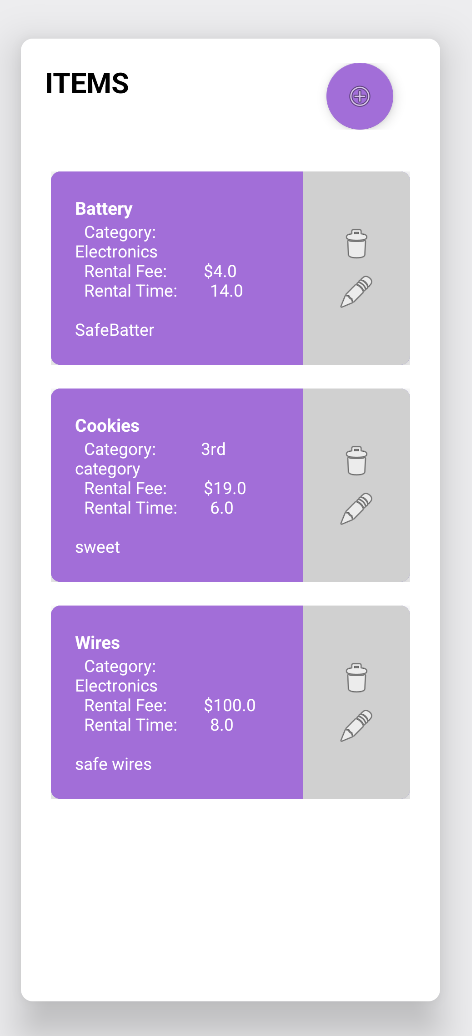 ITEMS
Battery
Category:
Electronics
Rental Fee: $4.0
Rental Time: 14.0
SafeBatter
Cookies
Category: 3rd
category
Rental Fee: $19.0
Rental Time: 6.0
sweet
Wires
Category:
Electronics
Rental Fee: $100.0
Rental Time: 8.0
safe wires